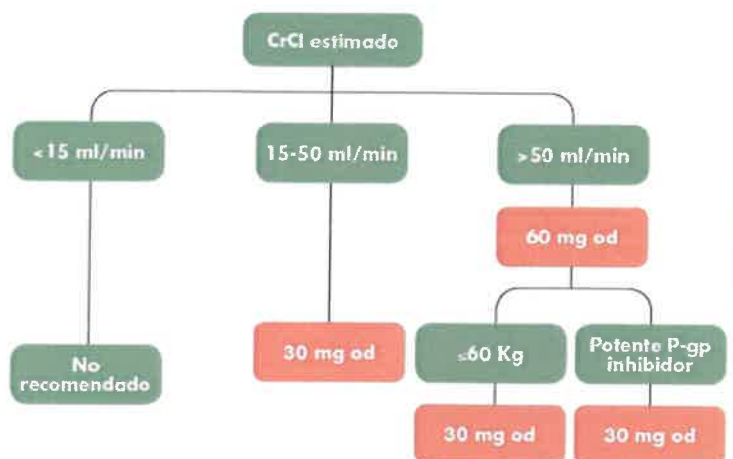 CrCl estimado
<15 ml/min
15-50 ml/min
>50 ml/min
60 mg od
No
recomendado
30 mg od
≤60 Kg
Potente P-gp
inhibidor
30 mg od
30 mg od